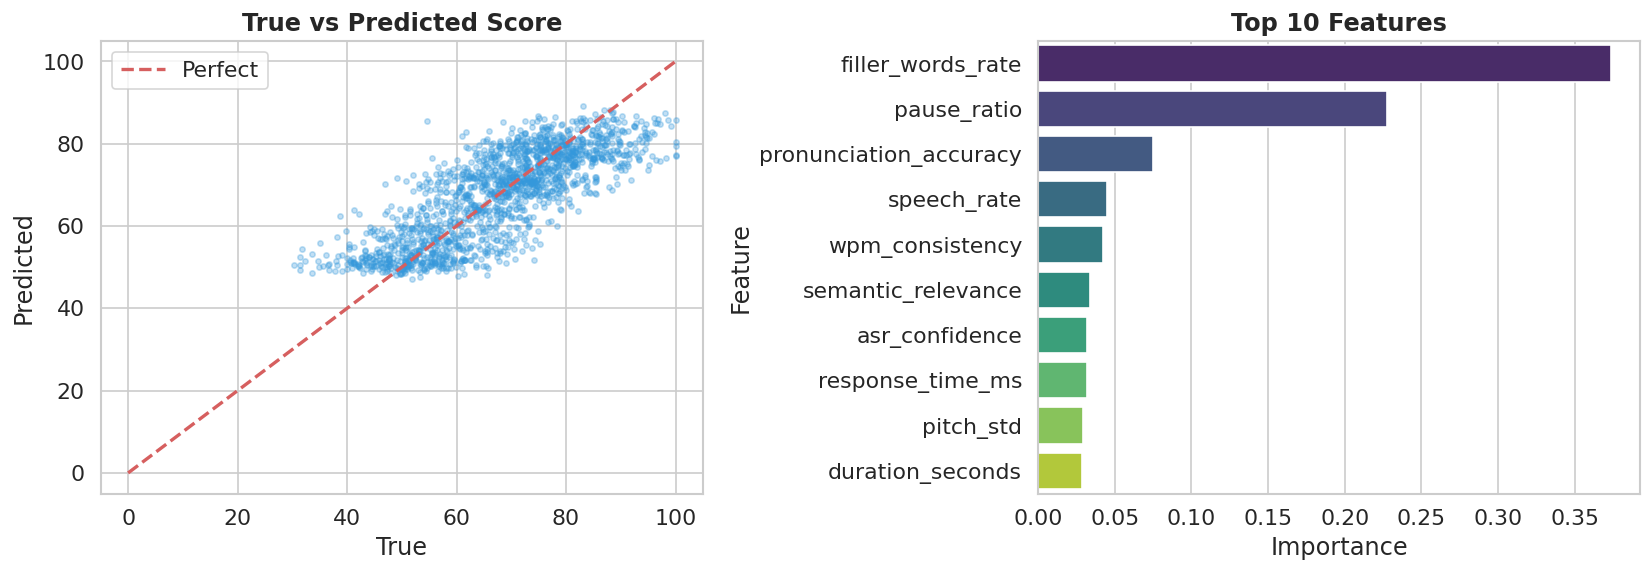 True vs Predicted Score
Perfect
100
80
60
40
20
0
Predicted
0 20 40 60 80 100
True
Top 10 Features
filler_words_rate
pause_ratio
pronunciation_accuracy
speech_rate
wpm_consistency
semantic_relevance
asr_confidence
response_time_ms
pitch_std
duration_seconds
Feature
0.00 0.05 0.10 0.15 0.20 0.25 0.30 0.35
Importance